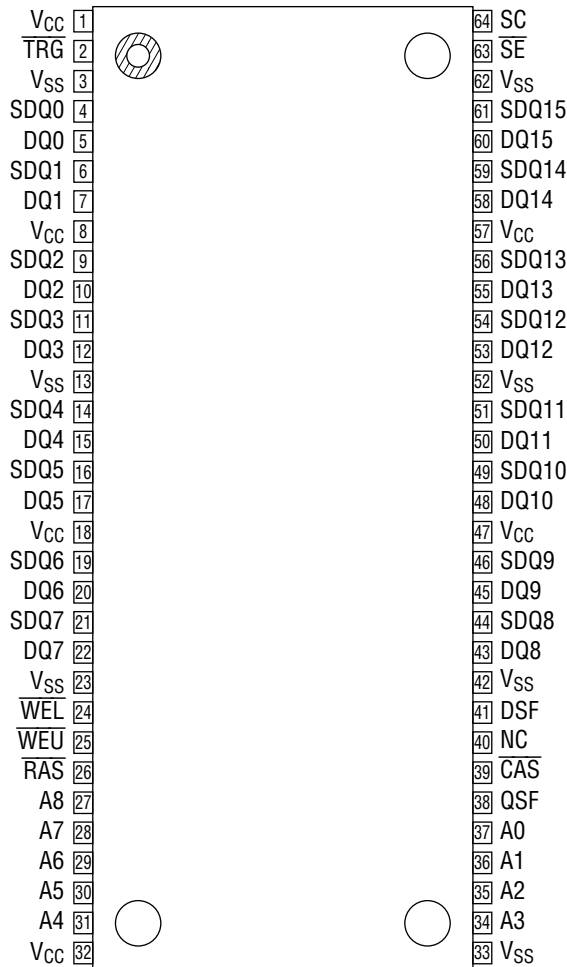 VCC 1 64 SC
TRG 2 63 SE
VSS 3 62 VSS
SDQ0 4 61 SDQ15
DQ0 5 60 DQ15
SDQ1 6 59 SDQ14
DQ1 7 58 DQ14
VCC 8 57 VCC
SDQ2 9 56 SDQ13
DQ2 10 55 DQ13
SDQ3 11 54 SDQ12
DQ3 12 53 DQ12
VSS 13 52 VSS
SDQ4 14 51 SDQ11
DQ4 15 50 DQ11
SDQ5 16 49 SDQ10
DQ5 17 48 DQ10
VCC 18 47 VCC
SDQ6 19 46 SDQ9
DQ6 20 45 DQ9
SDQ7 21 44 SDQ8
DQ7 22 43 DQ8
VSS 23 42 VSS
WEL 24 41 DSF
WEU 25 40 NC
RAS 26 39 CAS
A8 27 38 QSF
A7 28 37 A0
A6 29 36 A1
A5 30 35 A2
A4 31 34 A3
VCC 32 33 VSS